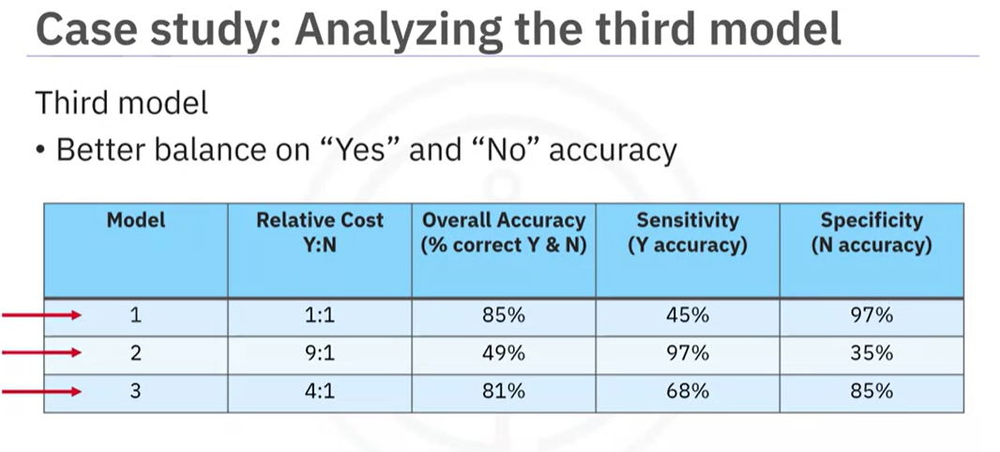 Case study: Analyzing the third model
Third model
• Better balance on “Yes” and “No” accuracy
Model Relative Cost Overall Accuracy Sensitivity Specificity
Y:N (% correct Y & N) (Y accuracy) (N accuracy)
1 1:1 85% 45% 97%
2 9:1 49% 97% 35%
3 4:1 81% 68% 85%